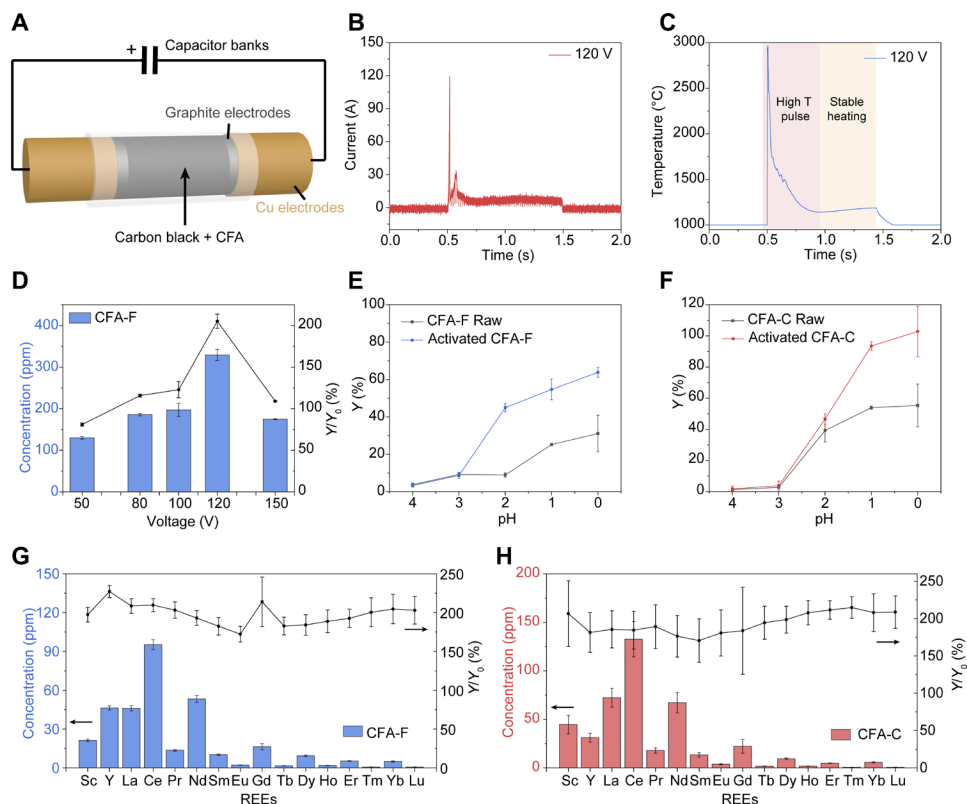 A
+
Capacitor banks
Graphite electrodes
Cu electrodes
Carbon black + CFA
B
150
120
90
60
30
0
Current (A)
120 V
0.0 0.5 1.0 1.5 2.0
Time (s)
C
3000
2500
2000
1500
1000
Temperature (°C)
120 V
High T
pulse
Stable
heating
0.0 0.5 1.0 1.5 2.0
Time (s)
D
400
300
200
100
0
Concentration (ppm)
CFA-F
200
150
100
50
0
Y/Y0 (%)
50 80 100 120 150
Voltage (V)
E
100
80
60
40
20
0
Y (%)
CFA-F Raw
Activated CFA-F
4 3 2 1 0
pH
F
120
100
80
60
40
20
0
Y (%)
CFA-C Raw
Activated CFA-C
4 3 2 1 0
pH
G
150
120
90
60
30
0
Concentration (ppm)
250
200
150
100
50
0
Y/Y0 (%)
CFA-F
Sc Y La Ce Pr Nd Sm Eu Gd Tb Dy Ho Er Tm Yb Lu
REEs
H
200
150
100
50
0
Concentration (ppm)
250
200
150
100
50
0
Y/Y0 (%)
CFA-C
Sc Y La Ce Pr Nd Sm Eu Gd Tb Dy Ho Er Tm Yb Lu
REEs